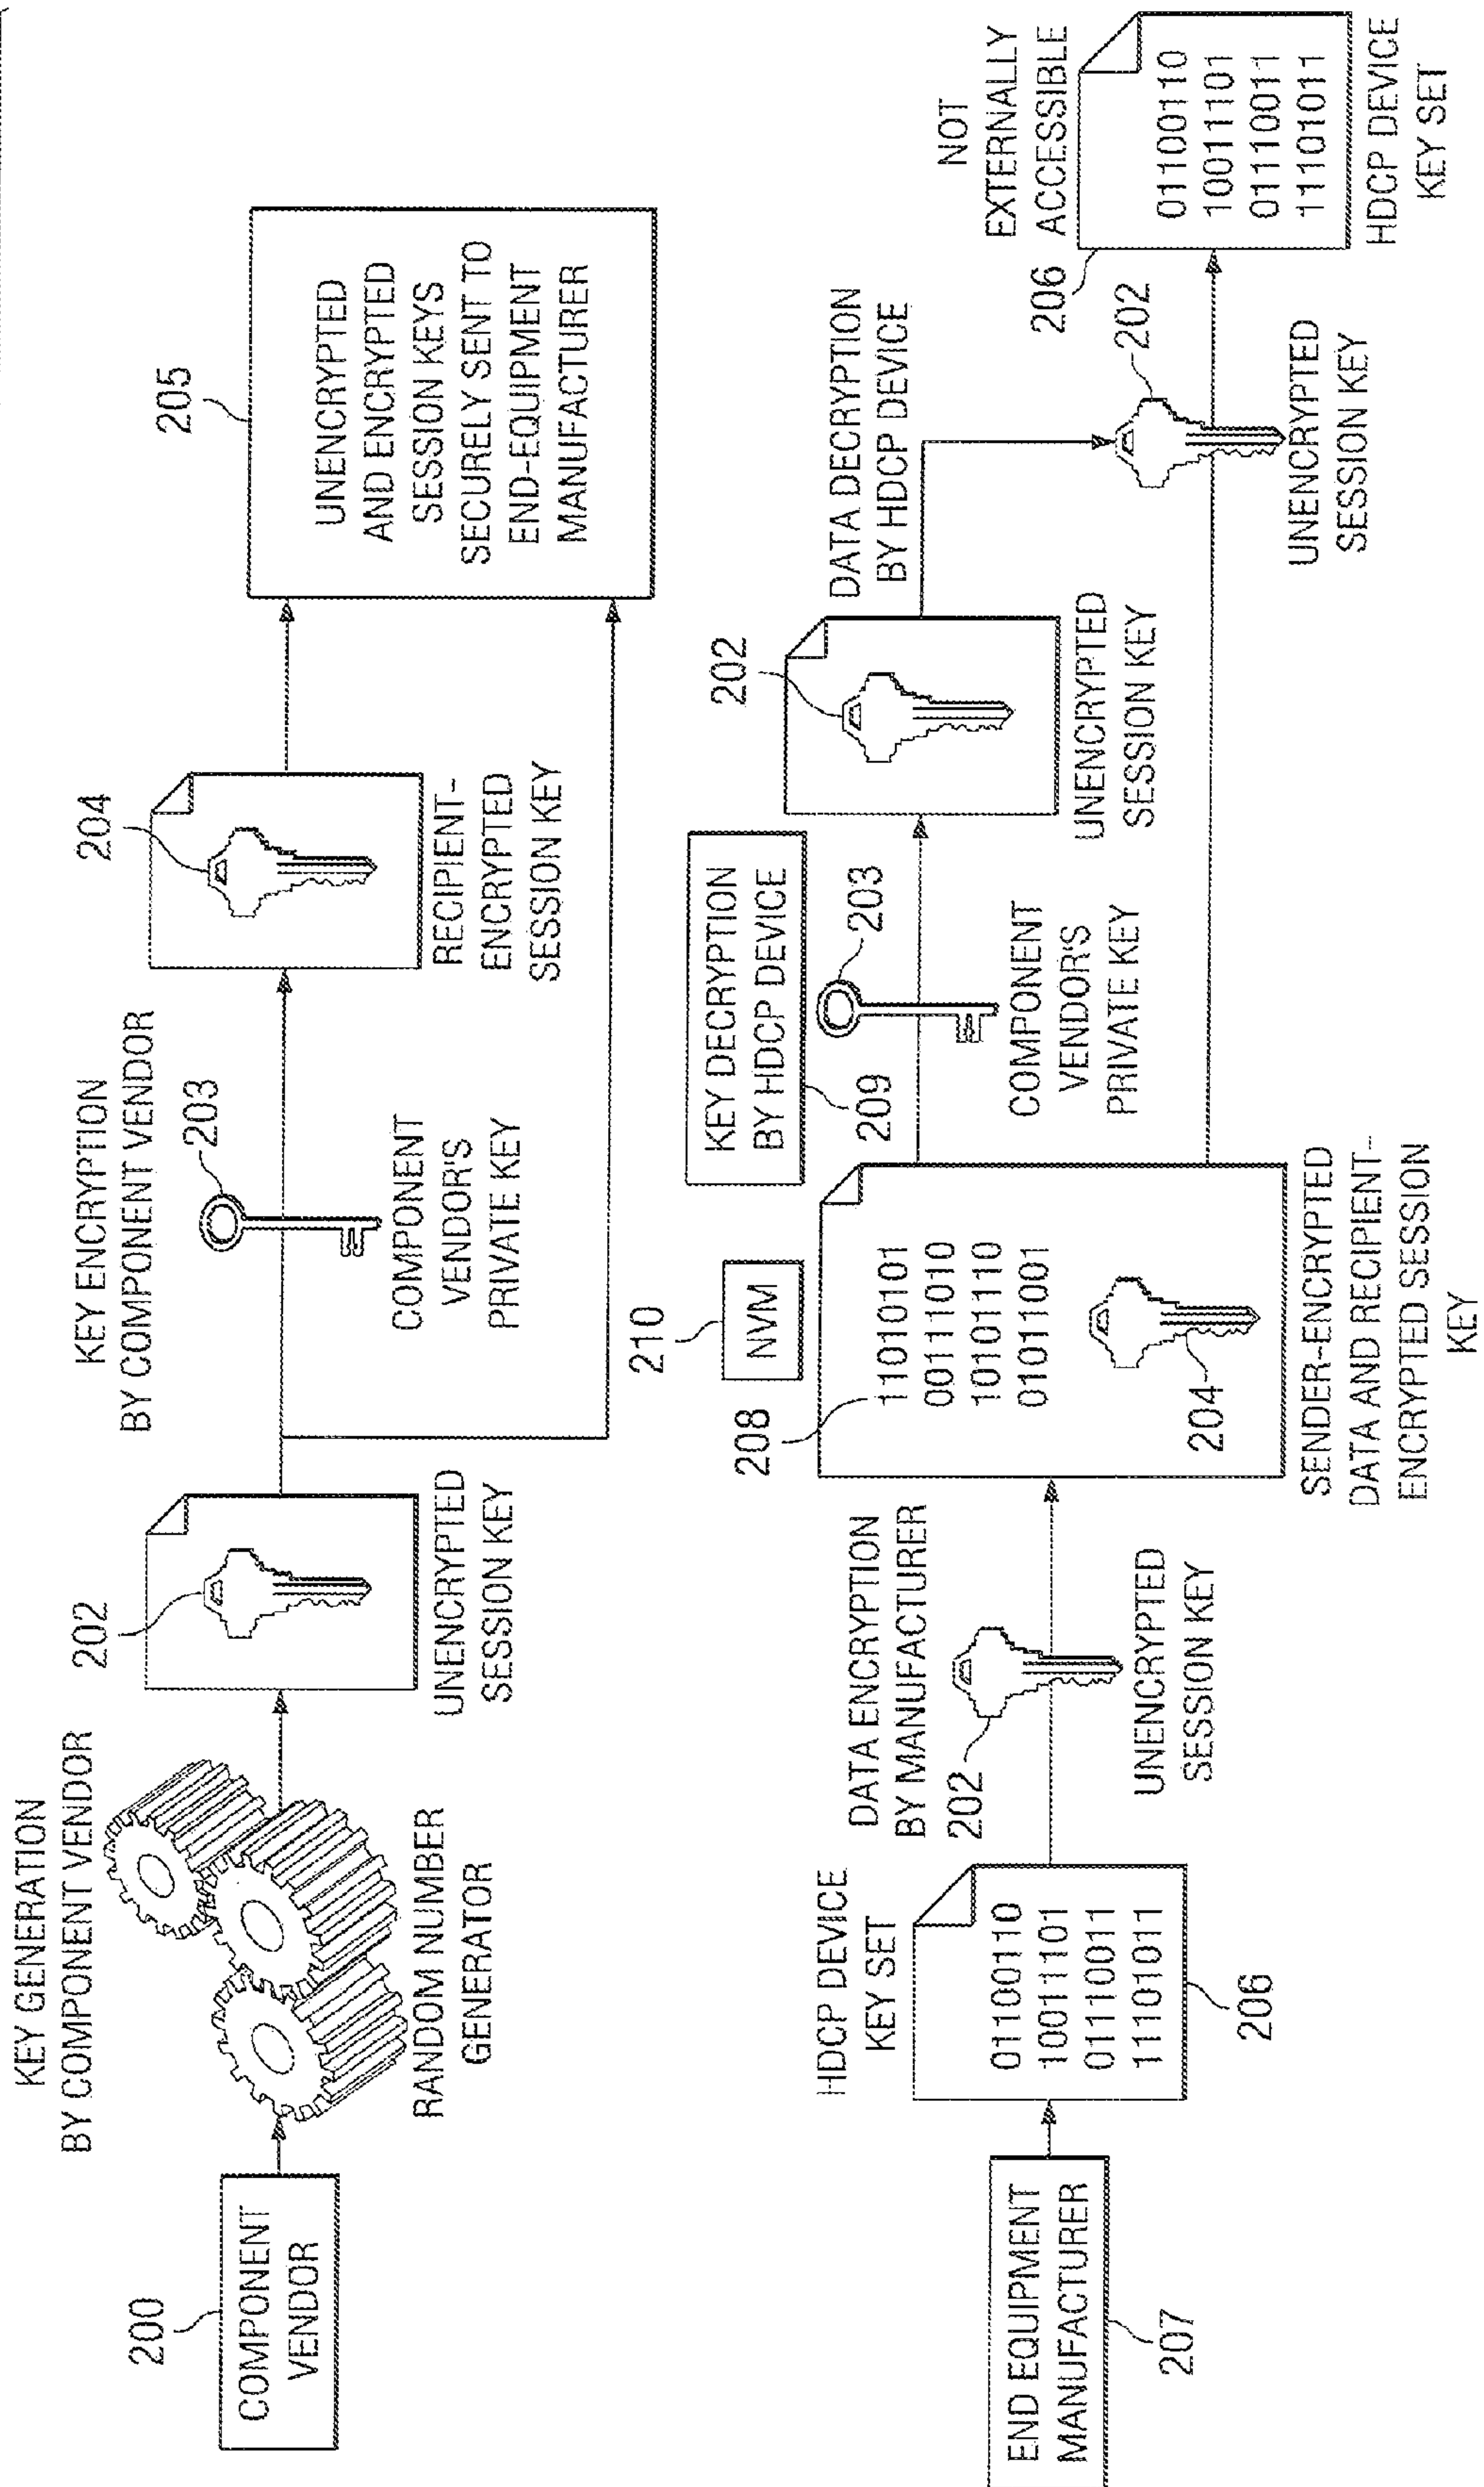 KEY GENERATION
BY COMPONENT VENDOR
200
COMPONENT
VENDOR
RANDOM NUMBER
GENERATOR
202
UNENCRYPTED
SESSION KEY
KEY ENCRYPTION
BY COMPONENT VENDOR
203
COMPONENT
VENDOR'S
PRIVATE KEY
204
RECIPIENT-
ENCRYPTED
SESSION KEY
205
UNENCRYPTED
AND ENCRYPTED
SESSION KEYS
SECURELY SENT TO
END-EQUIPMENT
MANUFACTURER
END EQUIPMENT
MANUFACTURER
207
HDCP DEVICE
KEY SET
01100110
10011101
01110011
11101011
206
DATA ENCRYPTION
BY MANUFACTURER
202
UNENCRYPTED
SESSION KEY
210
NVM
208
11010101
00111010
10101110
01011001
204
SENDER-ENCRYPTED
DATA AND RECIPIENT-
ENCRYPTED SESSION
KEY
KEY DECRYPTION
BY HDCP DEVICE
209
203
COMPONENT
VENDOR'S
PRIVATE KEY
202
UNENCRYPTED
SESSION KEY
DATA DECRYPTION
BY HDCP DEVICE
202
UNENCRYPTED
SESSION KEY
NOT
EXTERNALLY
ACCESSIBLE
206
01100110
10011101
01110011
11101011
HDCP DEVICE
KEY SET